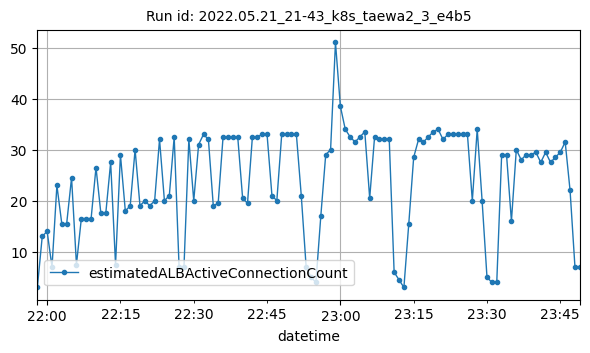 Run id: 2022.05.21_21-43_k8s_taewa2_3_e4b5
50
40
30
20
10
estimatedALBActiveConnectionCount
22:00 22:15 22:30 22:45 23:00 23:15 23:30 23:45
datetime